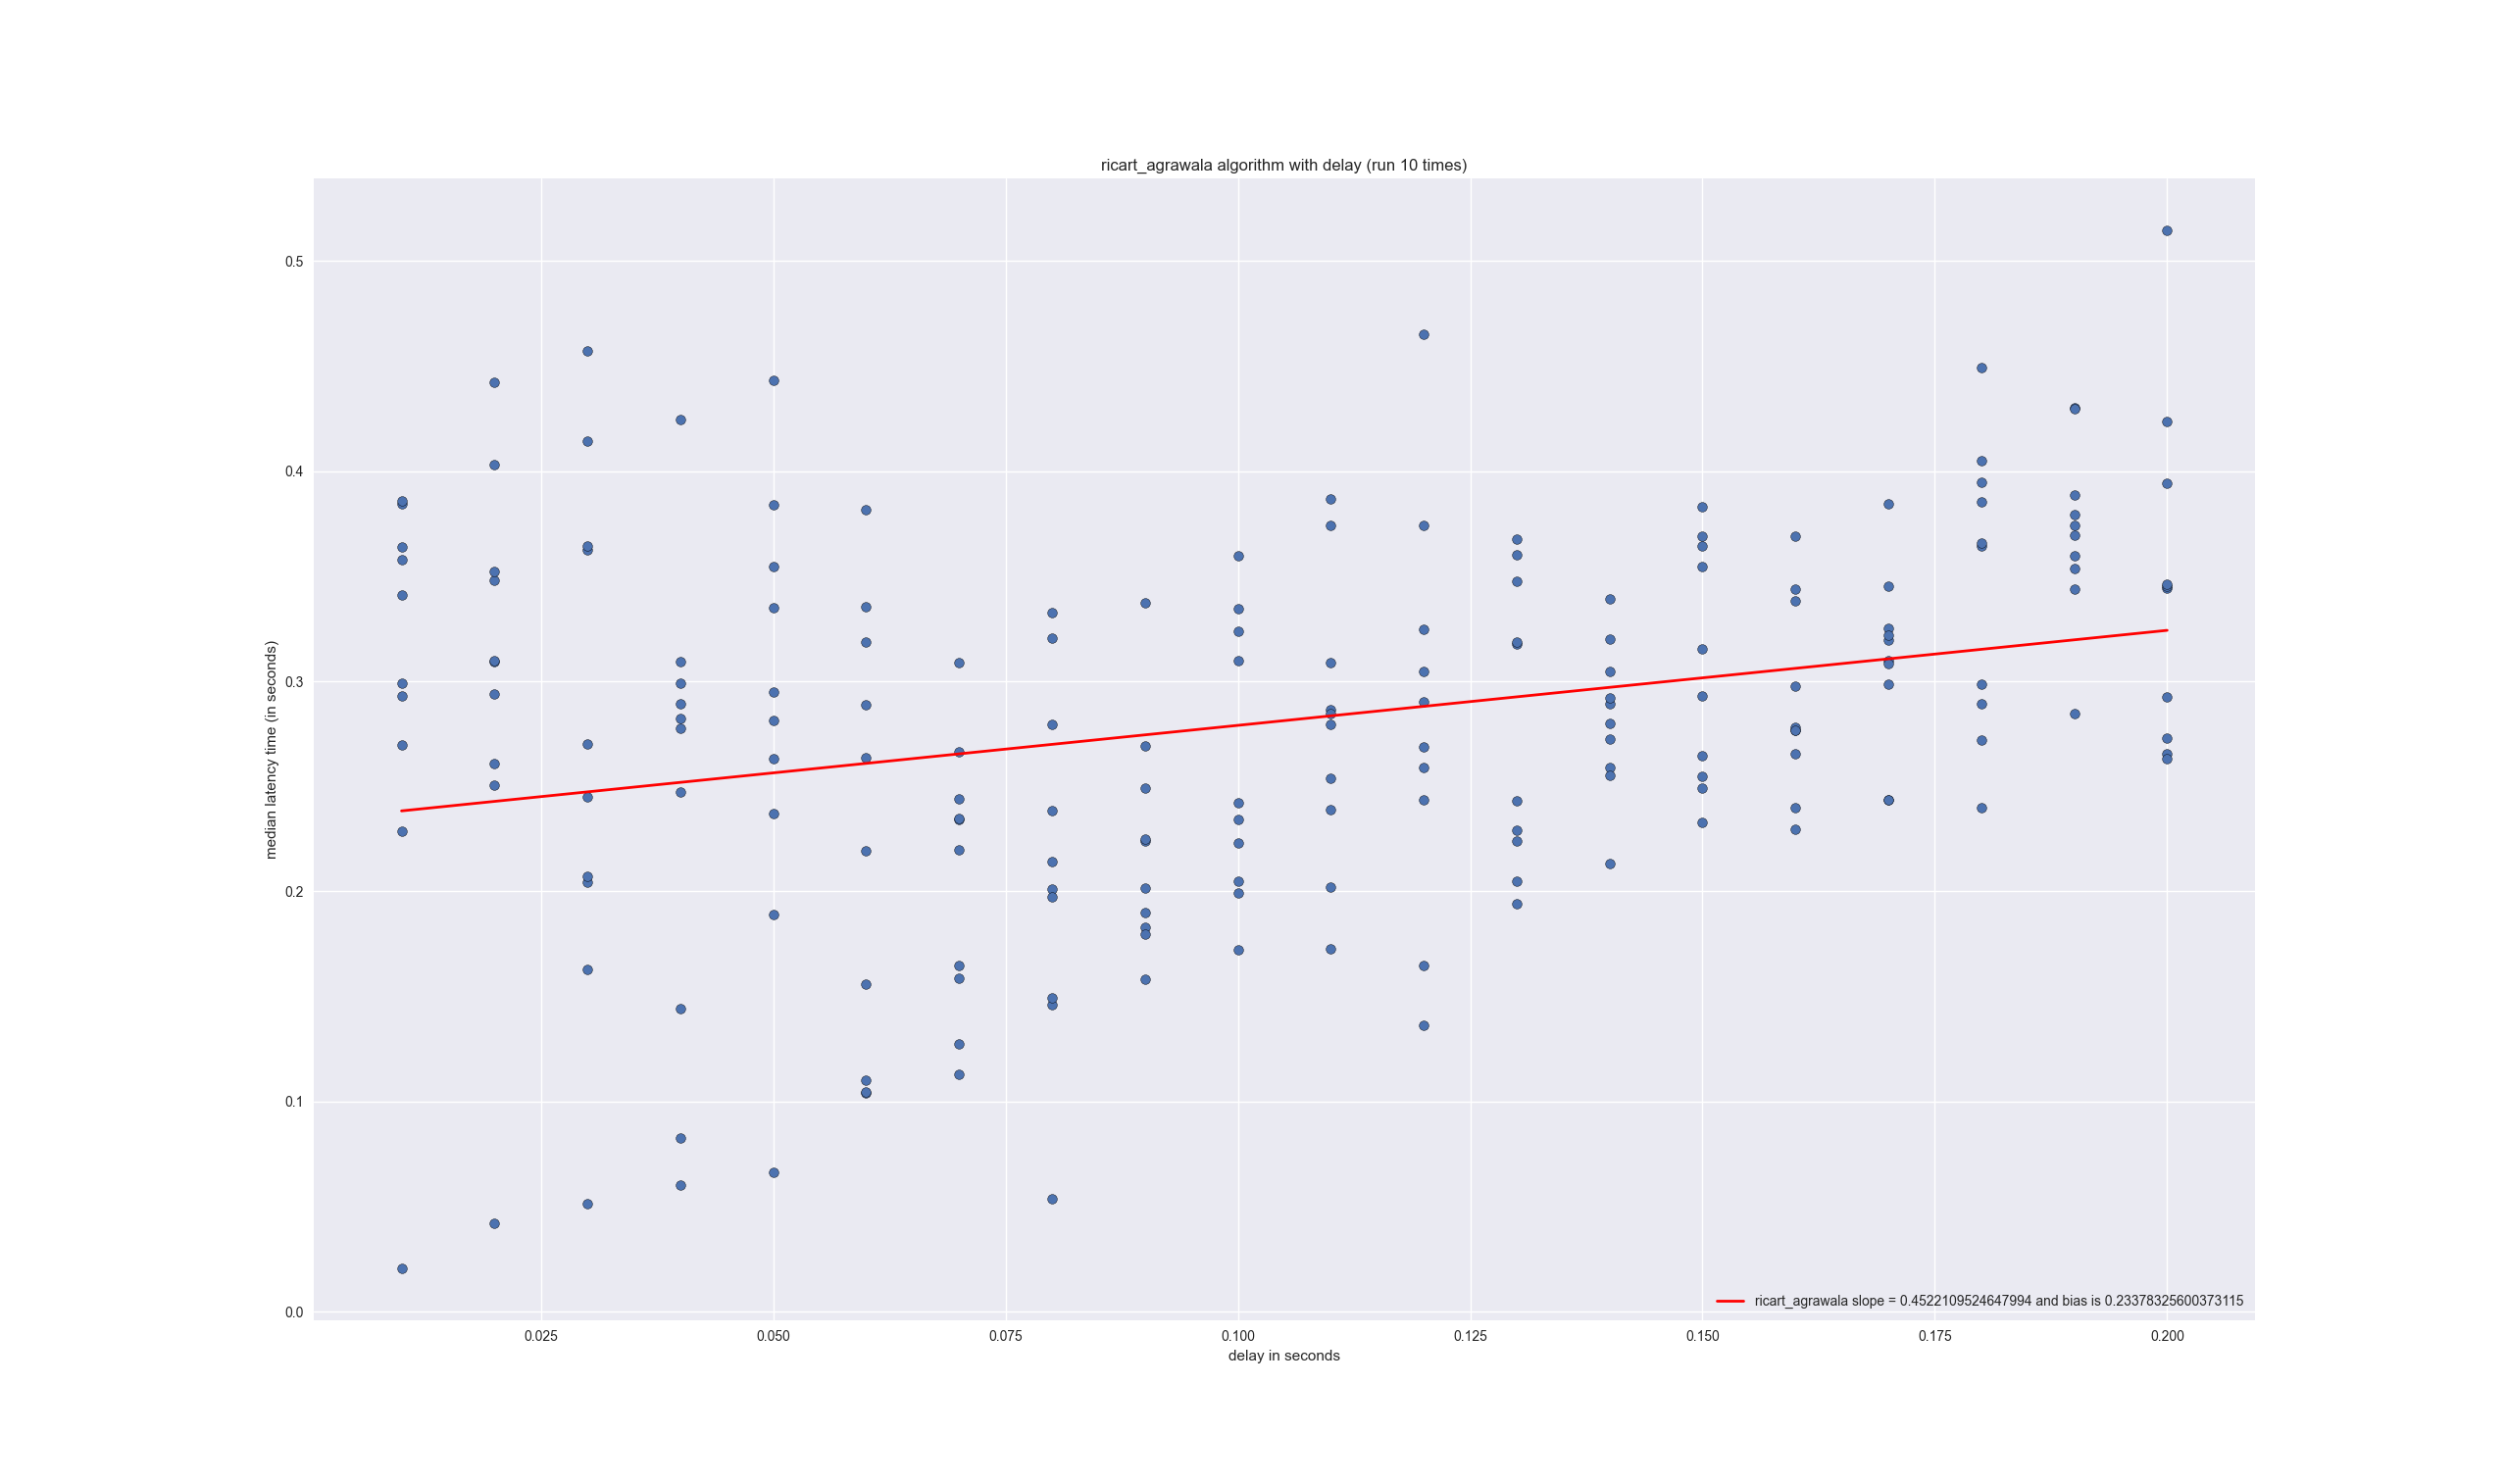 ricart_agrawala algorithm with delay (run 10 times)
median latency time (in seconds)
0.5
0.4
0.3
0.2
0.1
0.0
ricart_agrawala slope = 0.4522109524647994 and bias is 0.23378325600373115
0.025 0.050 0.075 0.100 0.125 0.150 0.175 0.200
delay in seconds